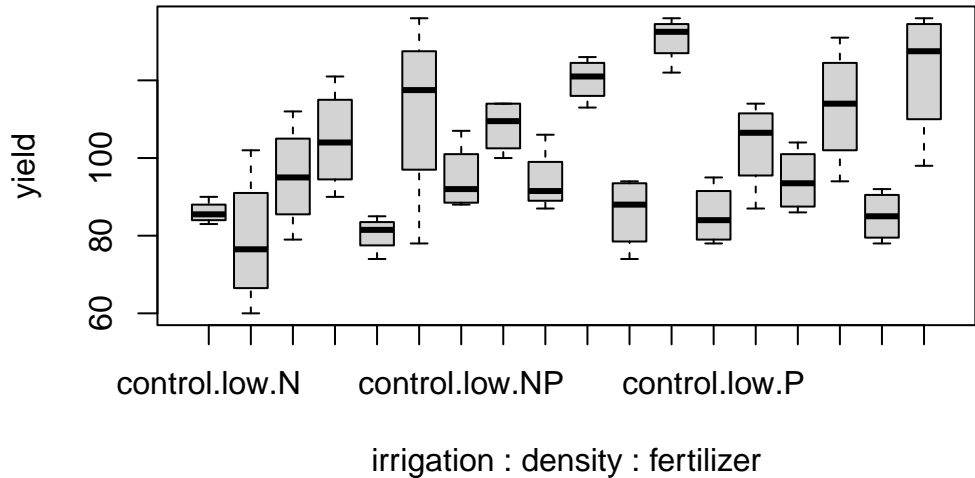 yield
100
80
60
control.low.N control.low.NP control.low.P
irrigation : density : fertilizer